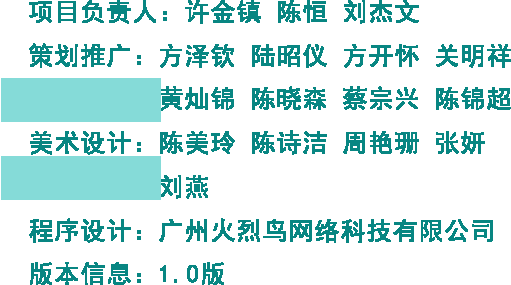 项目负责人：许金镇 陈恒 刘杰文
策划推广：方泽钦 陆昭仪 方开怀 关明祥
黄灿锦 陈晓森 蔡宗兴 陈锦超
美术设计：陈美玲 陈诗洁 周艳珊 张妍
刘燕
程序设计：广州火烈鸟网络科技有限公司
版本信息：1.0版